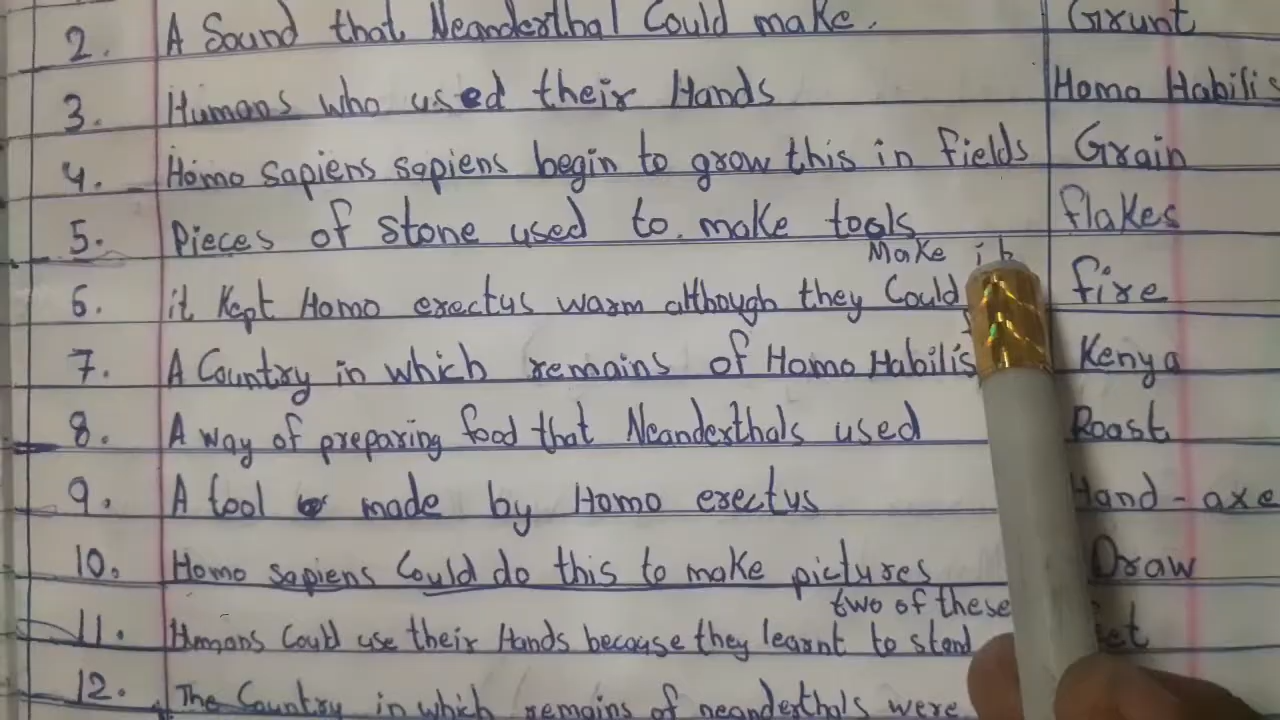 2. A Sound that Neanderthal Could make. Grunt
3. Humans who used their Hands Homo Habilis
4. Homo sapiens sapiens begin to grow this in fields Grain
5. Pieces of stone used to make tools flakes
Make it
6. it Kept Homo erectus warm although they Could fire
7. A Country in which remains of Homo Habilis Kenya
8. A way of preparing food that Neanderthals used Roast
9. A tool made by Homo erectus Hand-axe
10. Homo sapiens Could do this to make pictures Draw
two of these
11. Humans Could use their Hands because they learnt to stand
12. The Country in which remains of neanderthals were